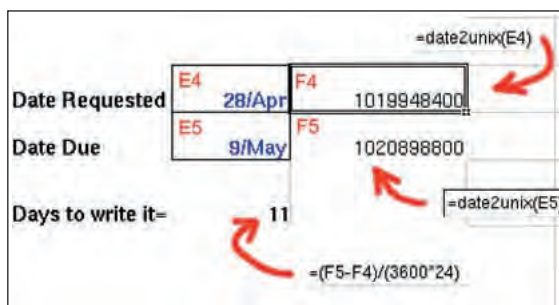 =date2unix(E4)
E4 F4
Date Requested 28/Apr 1019948400
E5 F5
Date Due 9/May 1020898800
=date2unix(E5
Days to write it= 11
=(F5-F4)/(3600*24)